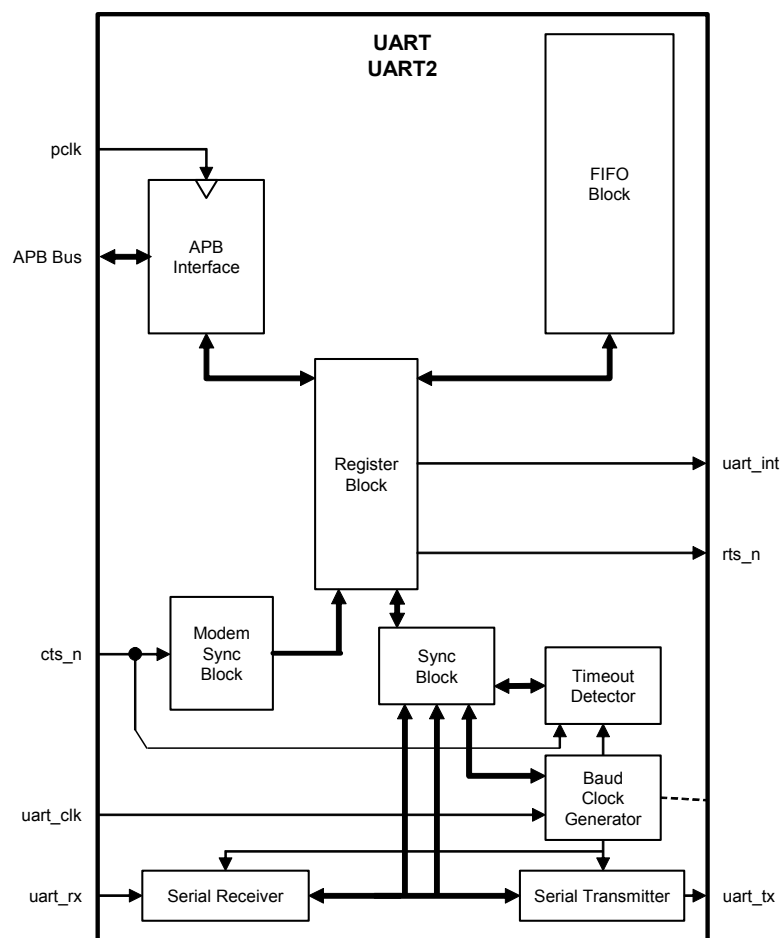 UART
UART2
pclk
FIFO
Block
APB Bus
APB
Interface
Register
Block
uart_int
rts_n
cts_n
Modem
Sync
Block
Sync
Block
Timeout
Detector
uart_clk
Baud
Clock
Generator
uart_rx
Serial Receiver
Serial Transmitter
uart_tx